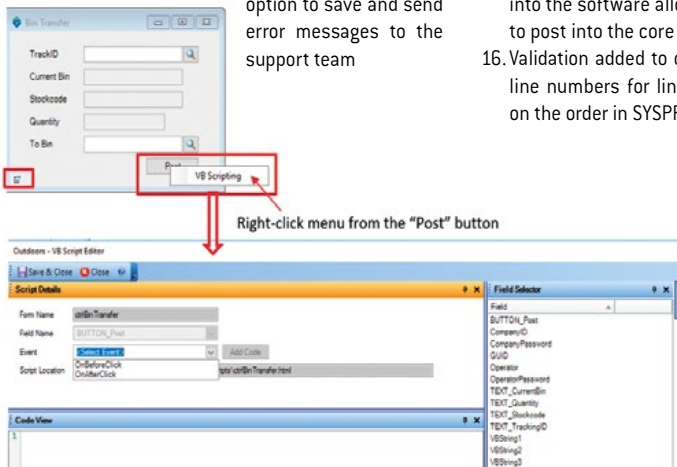 option to save and send
error messages to the
support team
into the software
to post into the core
16. Validation added to
line numbers for
on the order in
Bin Transfer
TrackID
Current Bin
Stockcode
Quantity
To Bin
VB Scripting
Right-click menu from the “Post” button
Outdoors - VB Script Editor
Save & Close Close
Script Details
Form Name ctrlBinTransfer
Field Name BUTTON_Post
Event <Select Event> Add Code
OnBeforeClick
OnAfterClick
Script Location \ctrlBinTransfer.html
Code View
1
Field Selector
Field
BUTTON_Post
CompanyID
CompanyPassword
GUID
Operator
OperatorPassword
TEXT_CurrentBin
TEXT_Quantity
TEXT_Stockcode
TEXT_TrackingID
VBString1
VBString2
VBString3